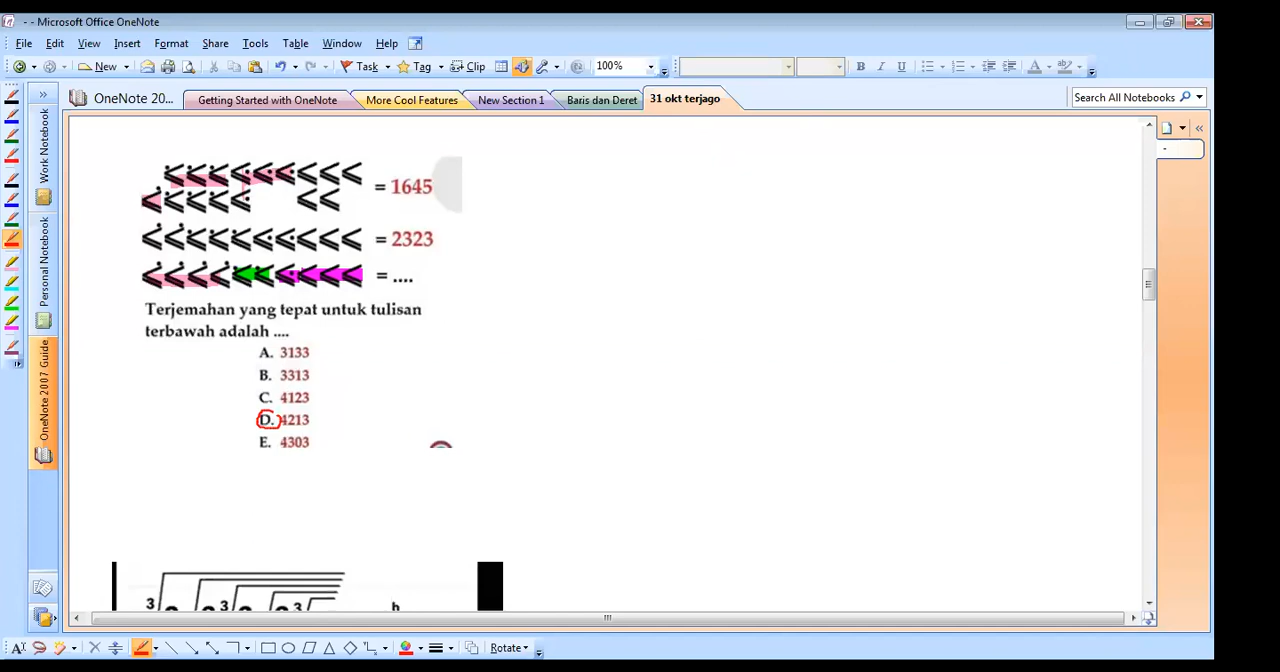 - - Microsoft Office OneNote
File Edit View Insert Format Share Tools Table Window Help
New Task Tag Clip 100% B I U
OneNote 20... Getting Started with OneNote More Cool Features New Section 1 Baris dan Deret 31 okt terjago Search All Notebooks
Work Notebook
Personal Notebook
OneNote 2007 Guide
-
= 1645
= 2323
= ....
Terjemahan yang tepat untuk tulisan
terbawah adalah ....
A. 3133
B. 3313
C. 4123
D. 4213
E. 4303
Rotate